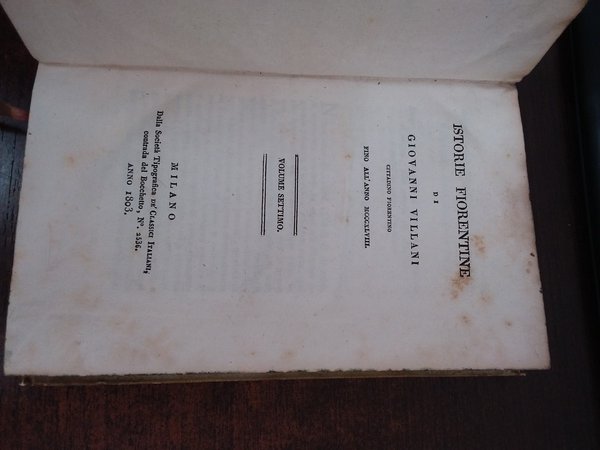 ISTORIE FIORENTINE
DI
GIOVANNI VILLANI
CITTADINO FIORENTINO
FINO ALL'ANNO MCCCXLVIII.
VOLUME SETTIMO.
MILANO
Dalla Società Tipografica DE' CLASSICI ITALIANI,
contrada del Bocchetto, N.º 2536.
ANNO 1803.